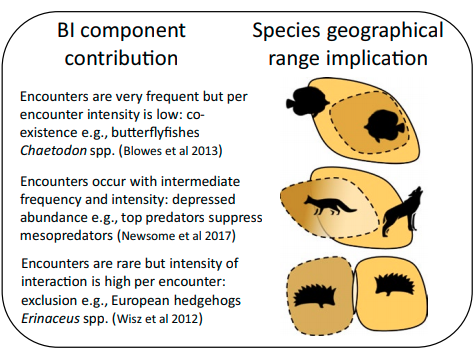 BI component
contribution
Species geographical
range implication
Encounters are very frequent but per
encounter intensity is low: co-
existence e.g., butterflyfishes
Chaetodon spp. (Blowes et al 2013)
Encounters occur with intermediate
frequency and intensity: depressed
abundance e.g., top predators suppress
mesopredators (Newsome et al 2017)
Encounters are rare but intensity of
interaction is high per encounter:
exclusion e.g., European hedgehogs
Erinaceus spp. (Wisz et al 2012)